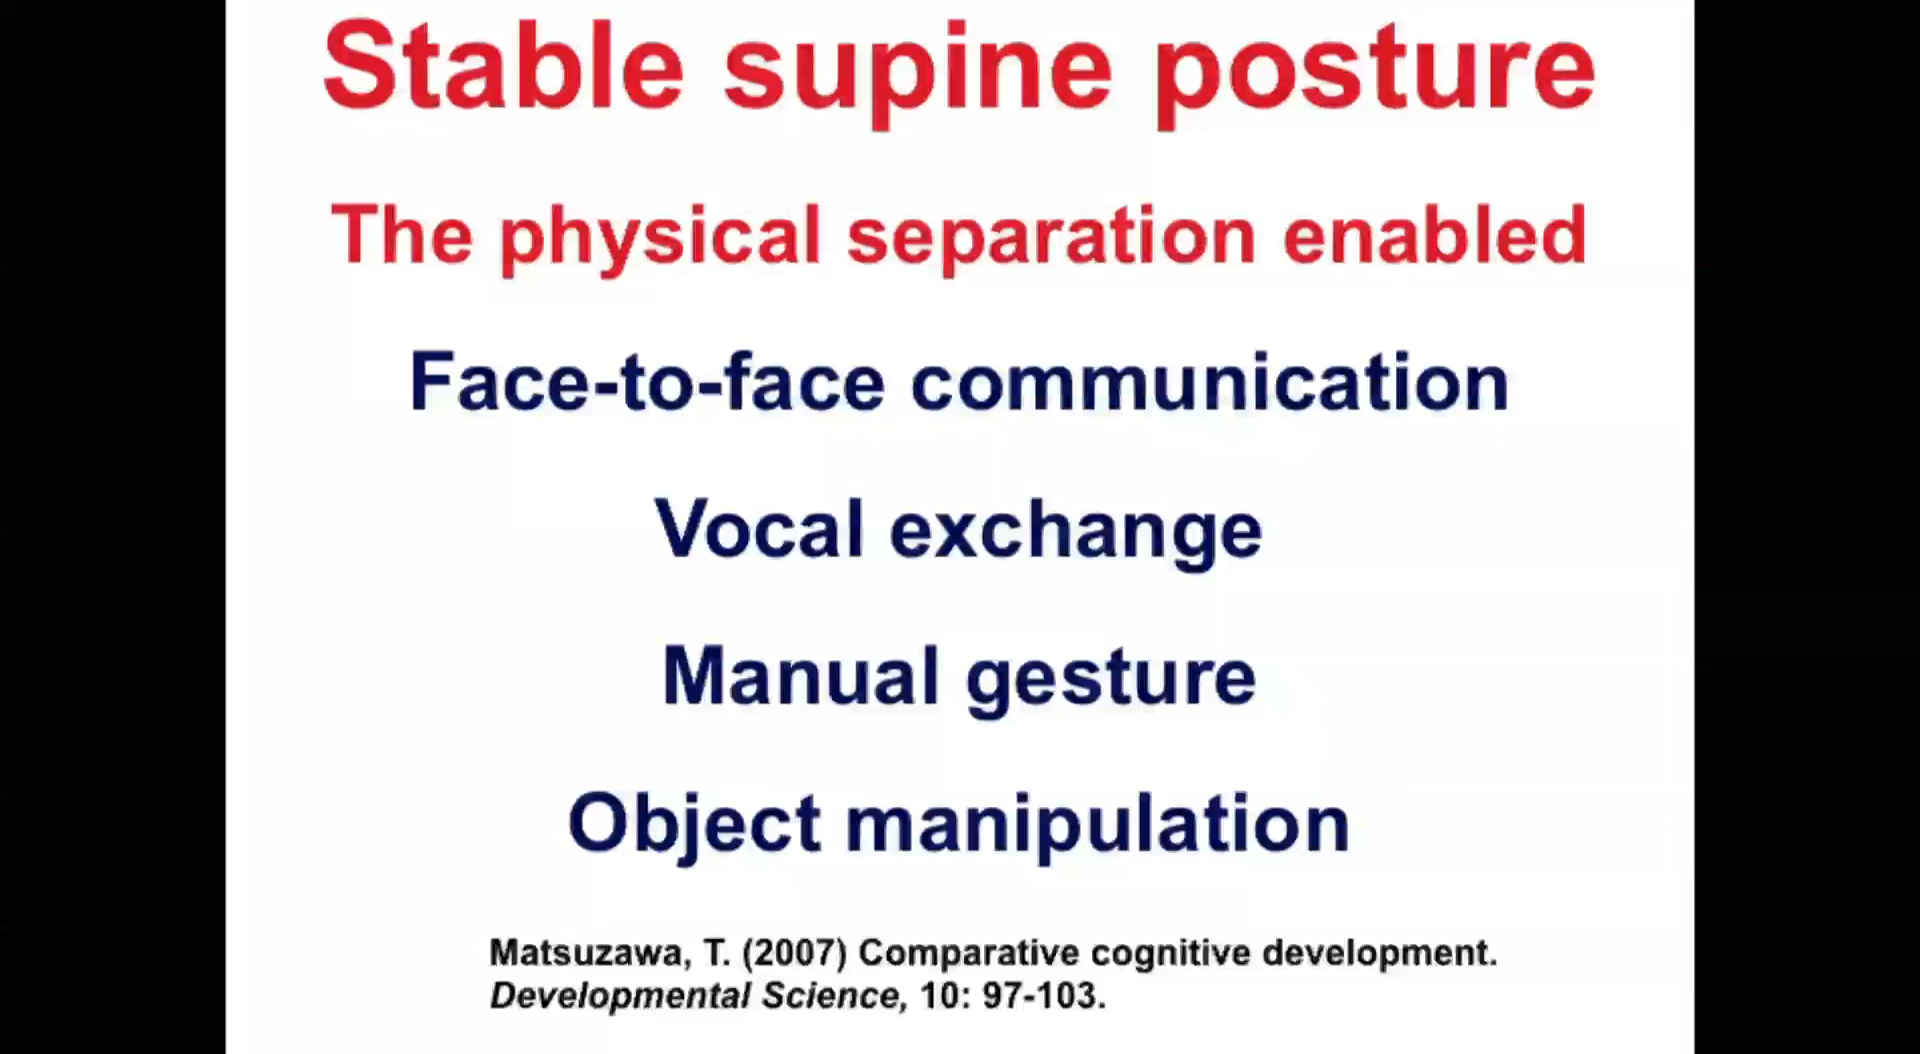 Stable supine posture
The physical separation enabled
Face-to-face communication
Vocal exchange
Manual gesture
Object manipulation
Matsuzawa, T. (2007) Comparative cognitive development.
Developmental Science, 10: 97-103.